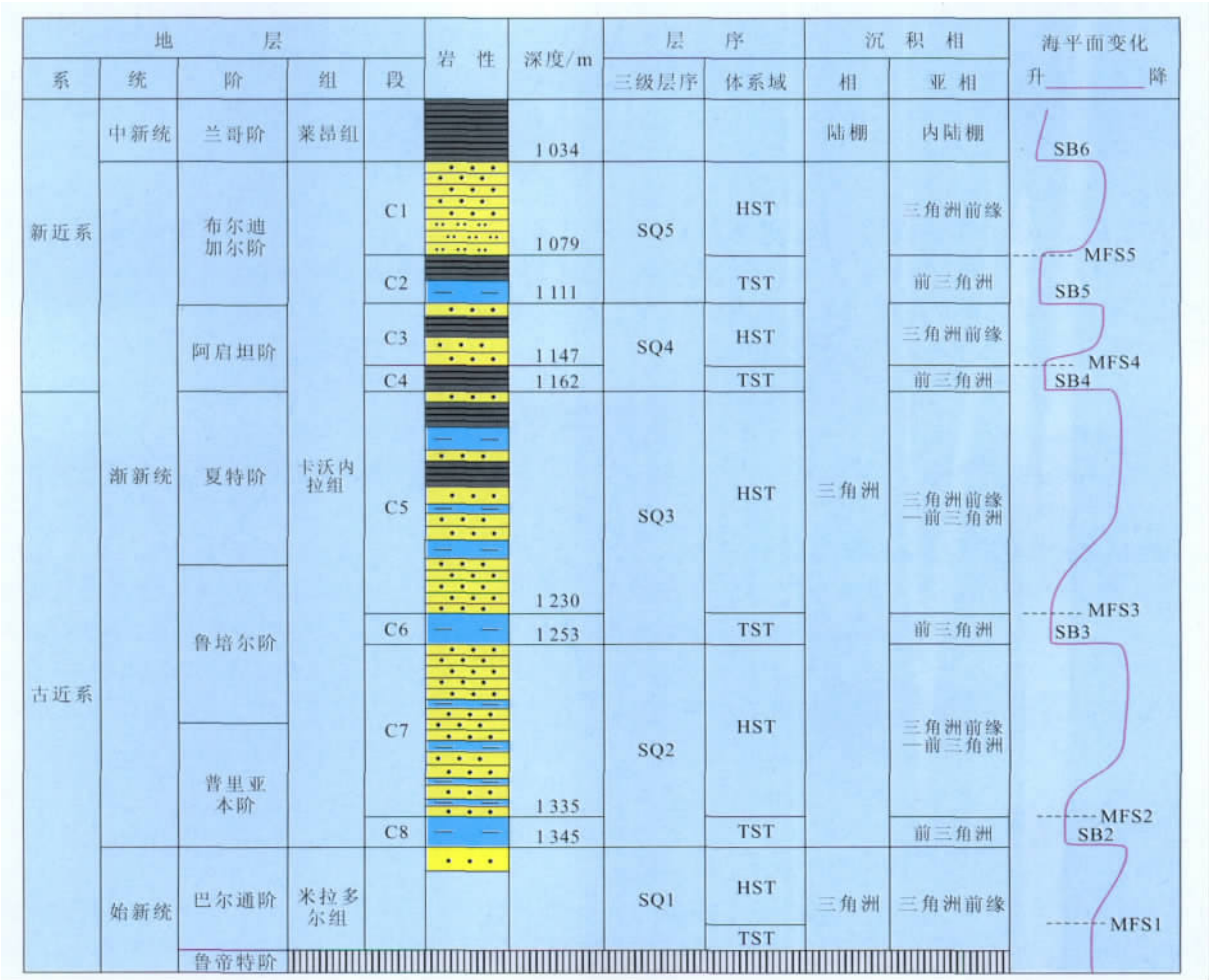 地 层
岩 性
深度/m
层 序
沉 积 相
海平面变化
系
统
阶
组
段
三级层序
体系域
相
亚 相
升
降
中新统
兰哥阶
莱昂组
1 034
陆棚
内陆棚
SB6
新近系
布尔迪
加尔阶
C1
1 079
SQ5
HST
三角洲前缘
MFS5
C2
1 111
TST
前三角洲
SB5
阿启坦阶
C3
1 147
SQ4
HST
三角洲前缘
MFS4
C4
1 162
TST
前三角洲
SB4
渐新统
夏特阶
卡沃内
拉组
C5
1 230
SQ3
HST
三角洲
三角洲前缘
—前三角洲
MFS3
鲁培尔阶
C6
1 253
TST
前三角洲
SB3
古近系
C7
1 335
SQ2
HST
三角洲前缘
—前三角洲
MFS2
普里亚
本阶
C8
1 345
TST
前三角洲
SB2
始新统
巴尔通阶
米拉多
尔组
SQ1
HST
三角洲
三角洲前缘
MFS1
TST
鲁帝特阶